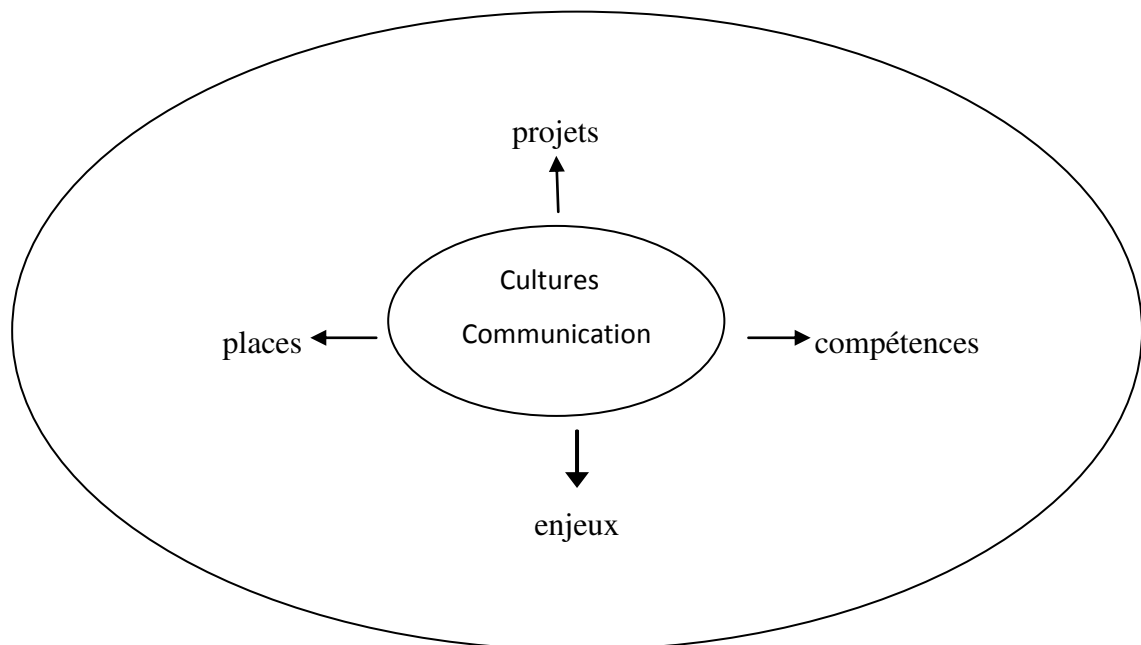 projets
Cultures
Communication
places
compétences
enjeux